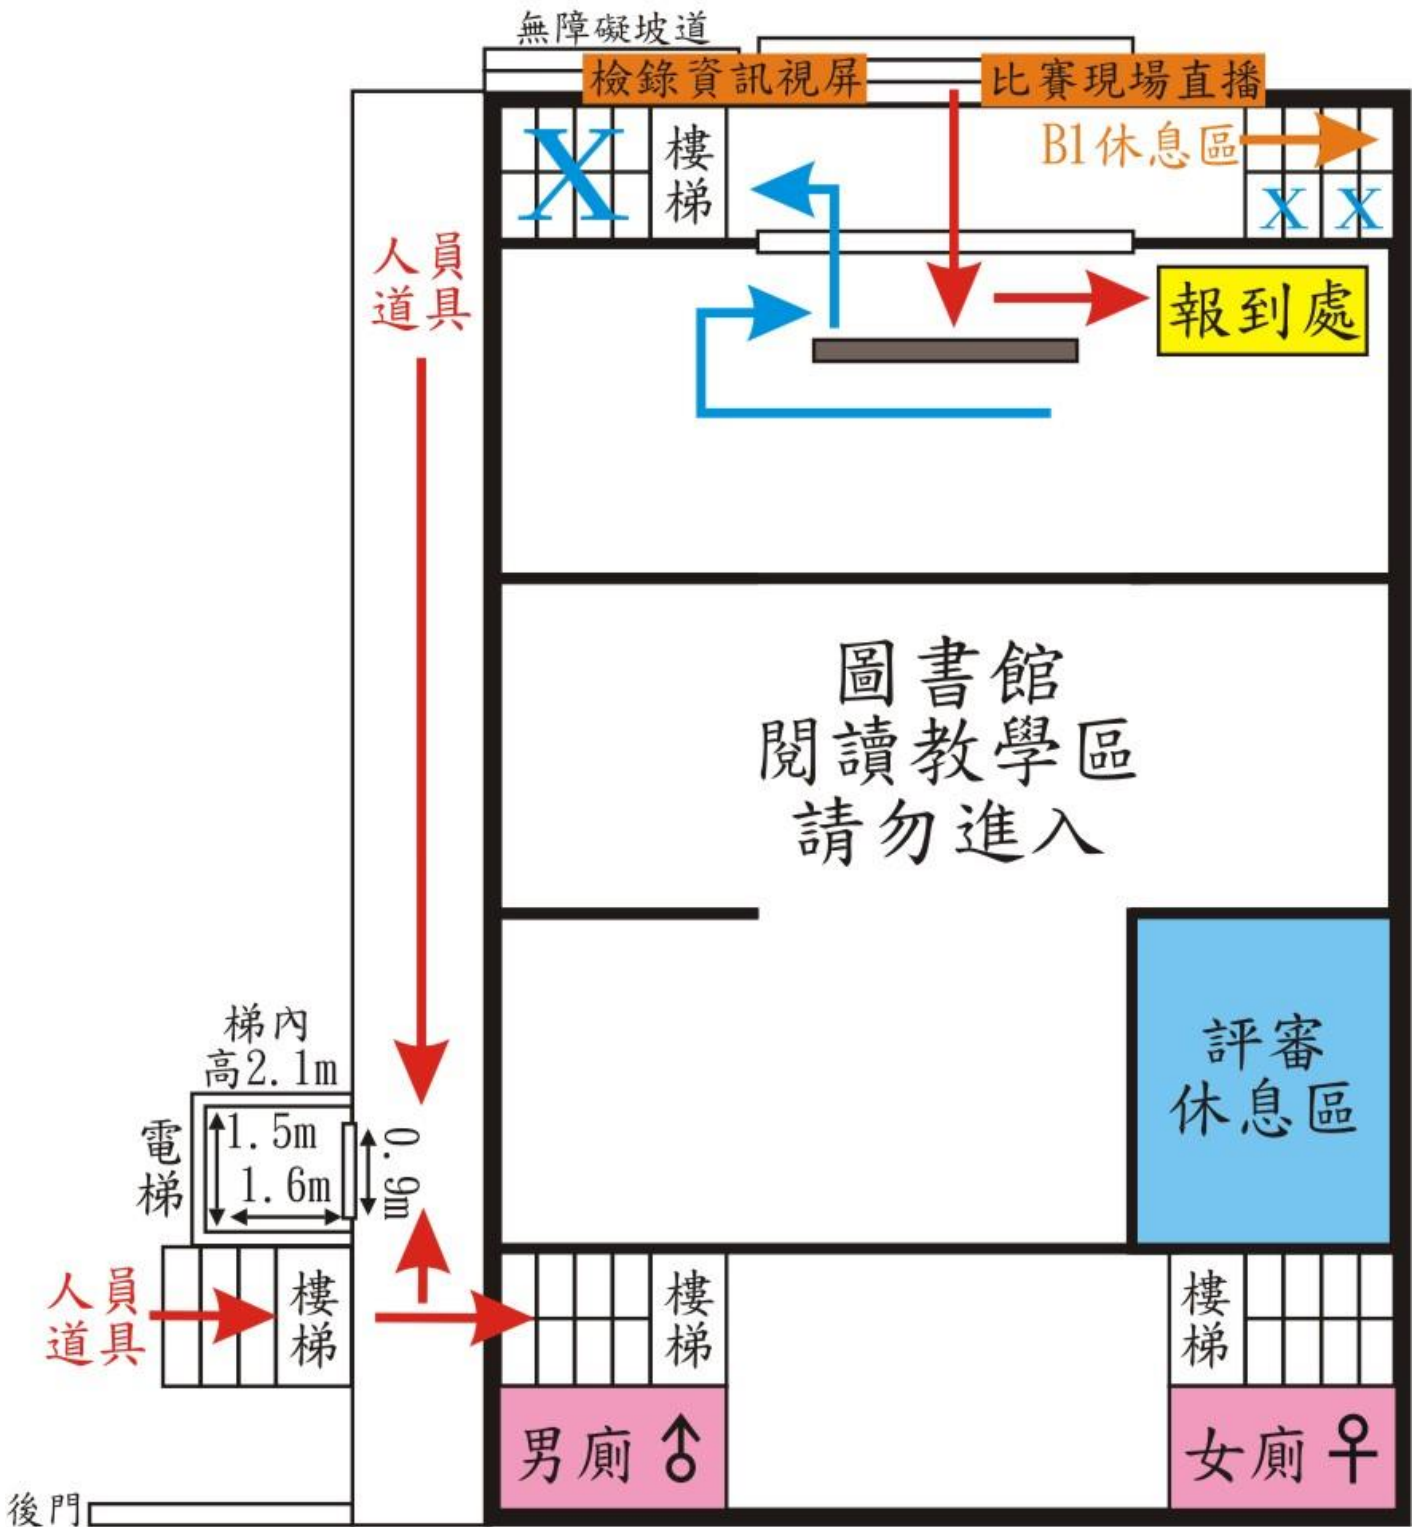 無障礙坡道
檢錄資訊視屏
比賽現場直播
X
樓梯
B1休息區
X X
人員
道具
報到處
圖書館
閱讀教學區
請勿進入
評審
休息區
梯內
高2.1m
電梯
1.5m
1.6m
0.9m
人員
道具
樓梯
樓梯
樓梯
男廁
女廁
後門